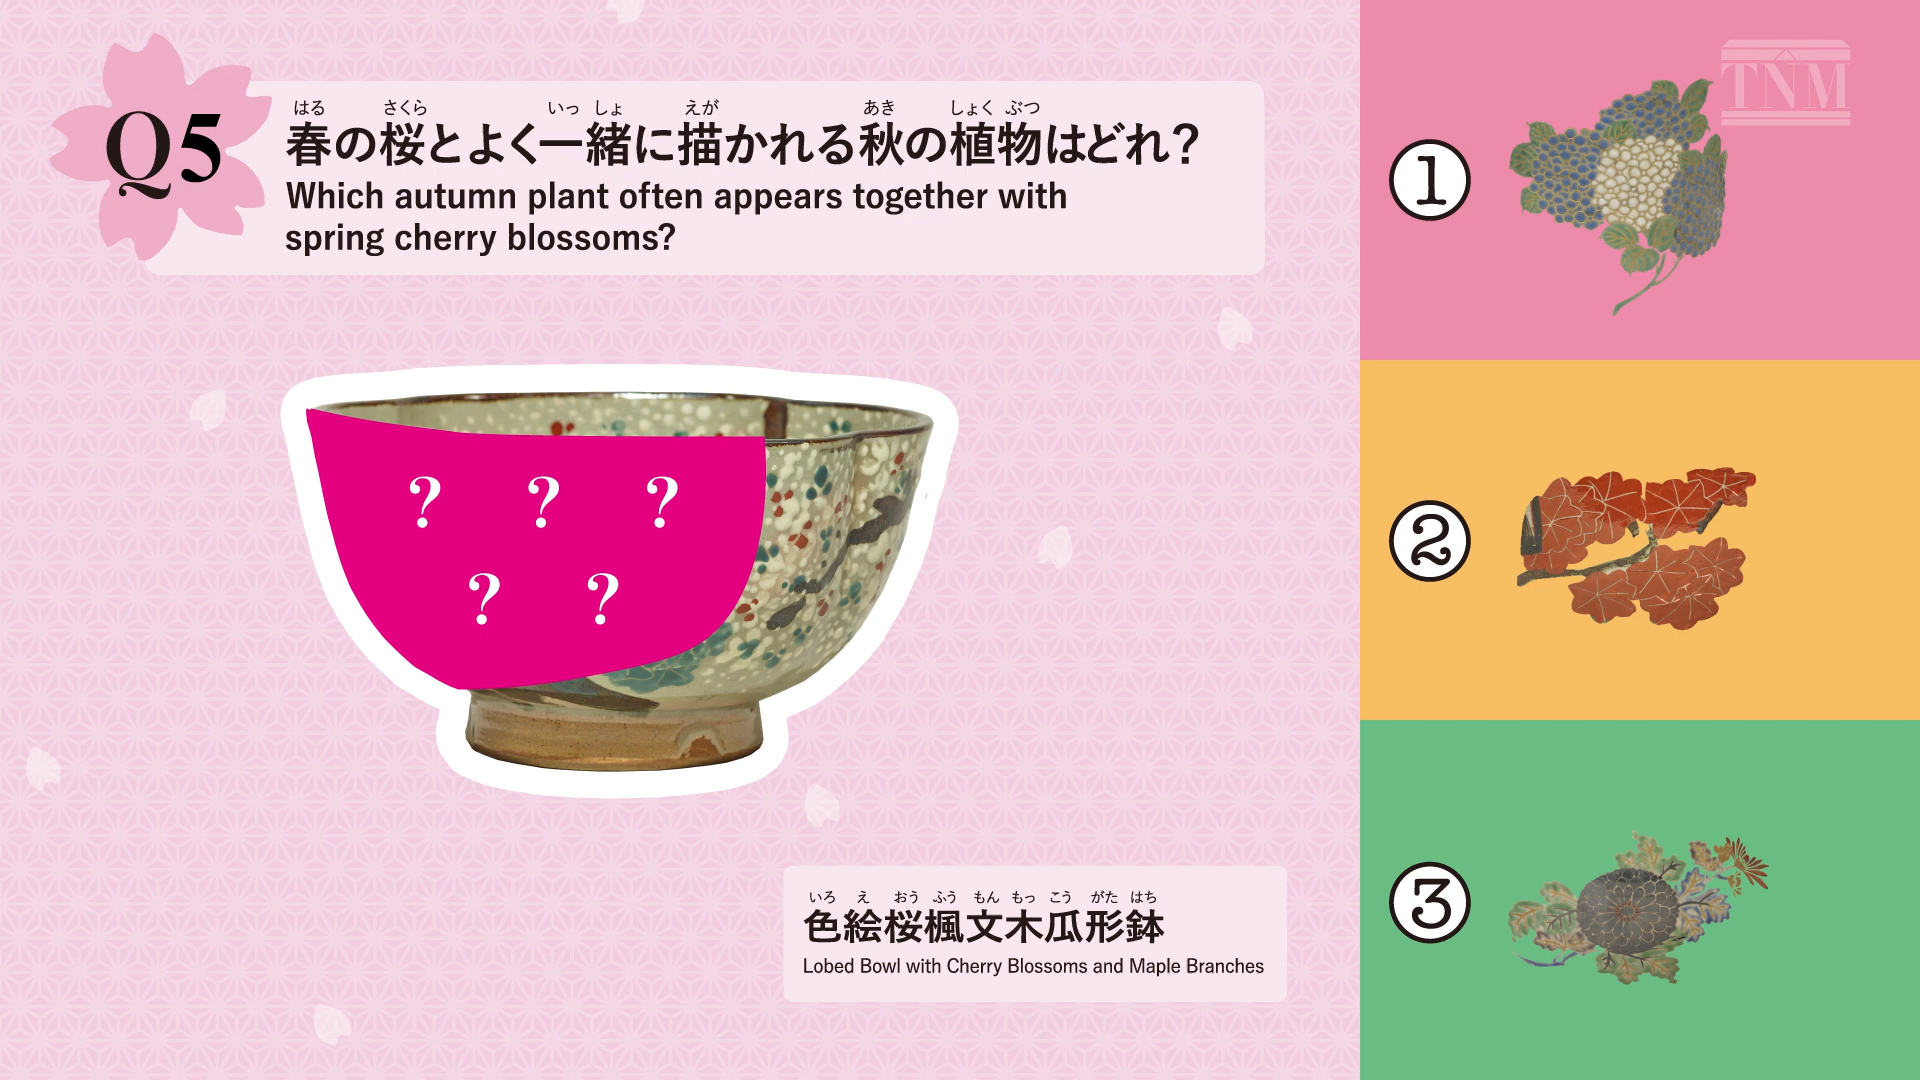 Q5
はる さくら いっ しょ えが あき しょく ぶつ
春の桜とよく一緒に描かれる秋の植物はどれ？
Which autumn plant often appears together with
spring cherry blossoms?
? ? ?
? ?
いろ え おう ふう もん もっ こう がた はち
色絵桜楓文木瓜形鉢
Lobed Bowl with Cherry Blossoms and Maple Branches
TNM
1
2
3